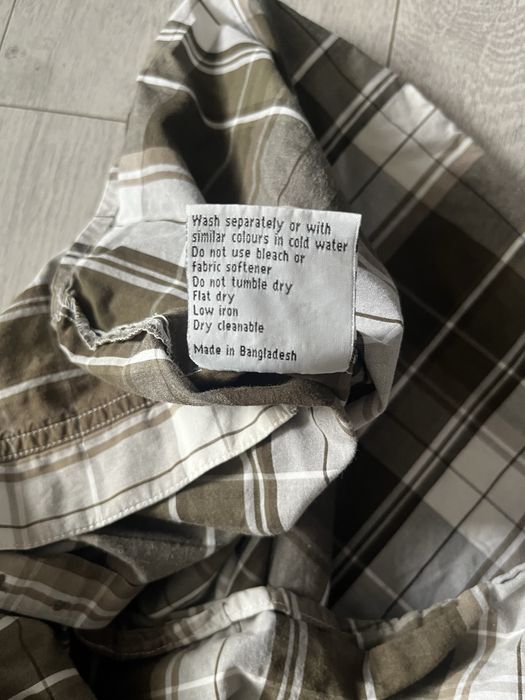 Wash separately or with
similar colours in cold water
Do not use bleach or
fabric softener
Do not tumble dry
Flat dry
Low iron
Dry cleanable
Made in Bangladesh